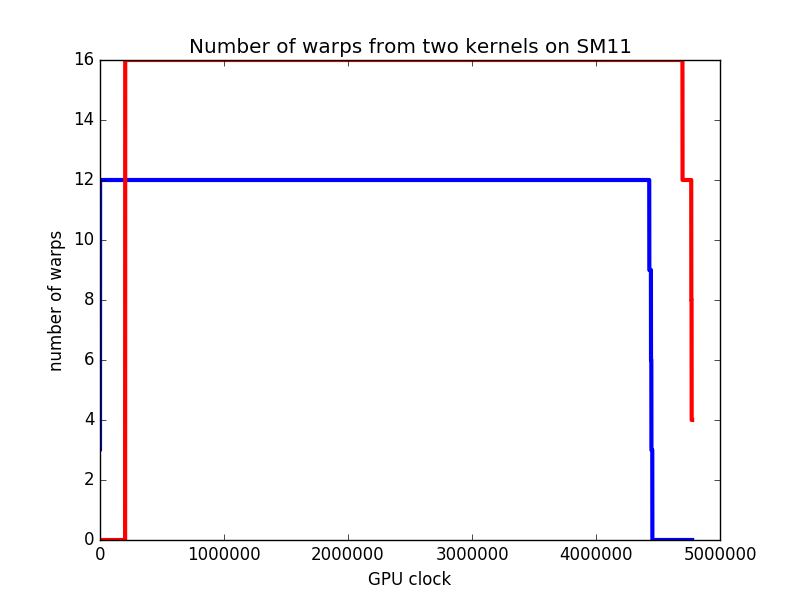 Number of warps from two kernels on SM11
16
14
12
10
8
6
4
2
0
number of warps
0 1000000 2000000 3000000 4000000 5000000
GPU clock